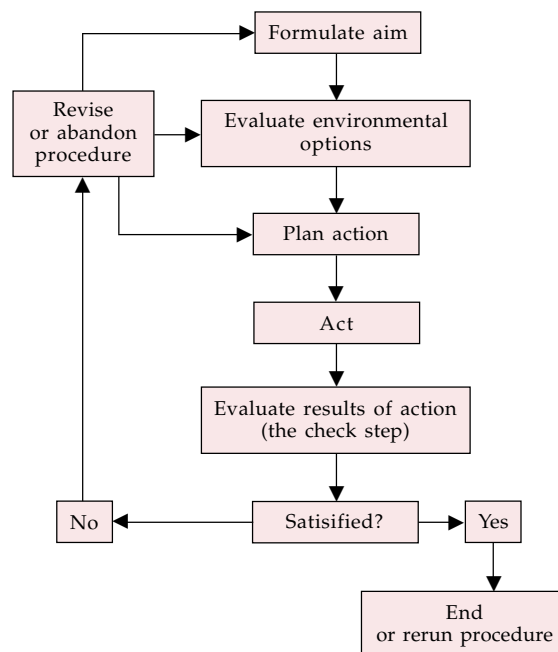 Formulate aim
Revise
or abandon
procedure
Evaluate environmental
options
Plan action
Act
Evaluate results of action
(the check step)
No
Satisified?
Yes
End
or rerun procedure